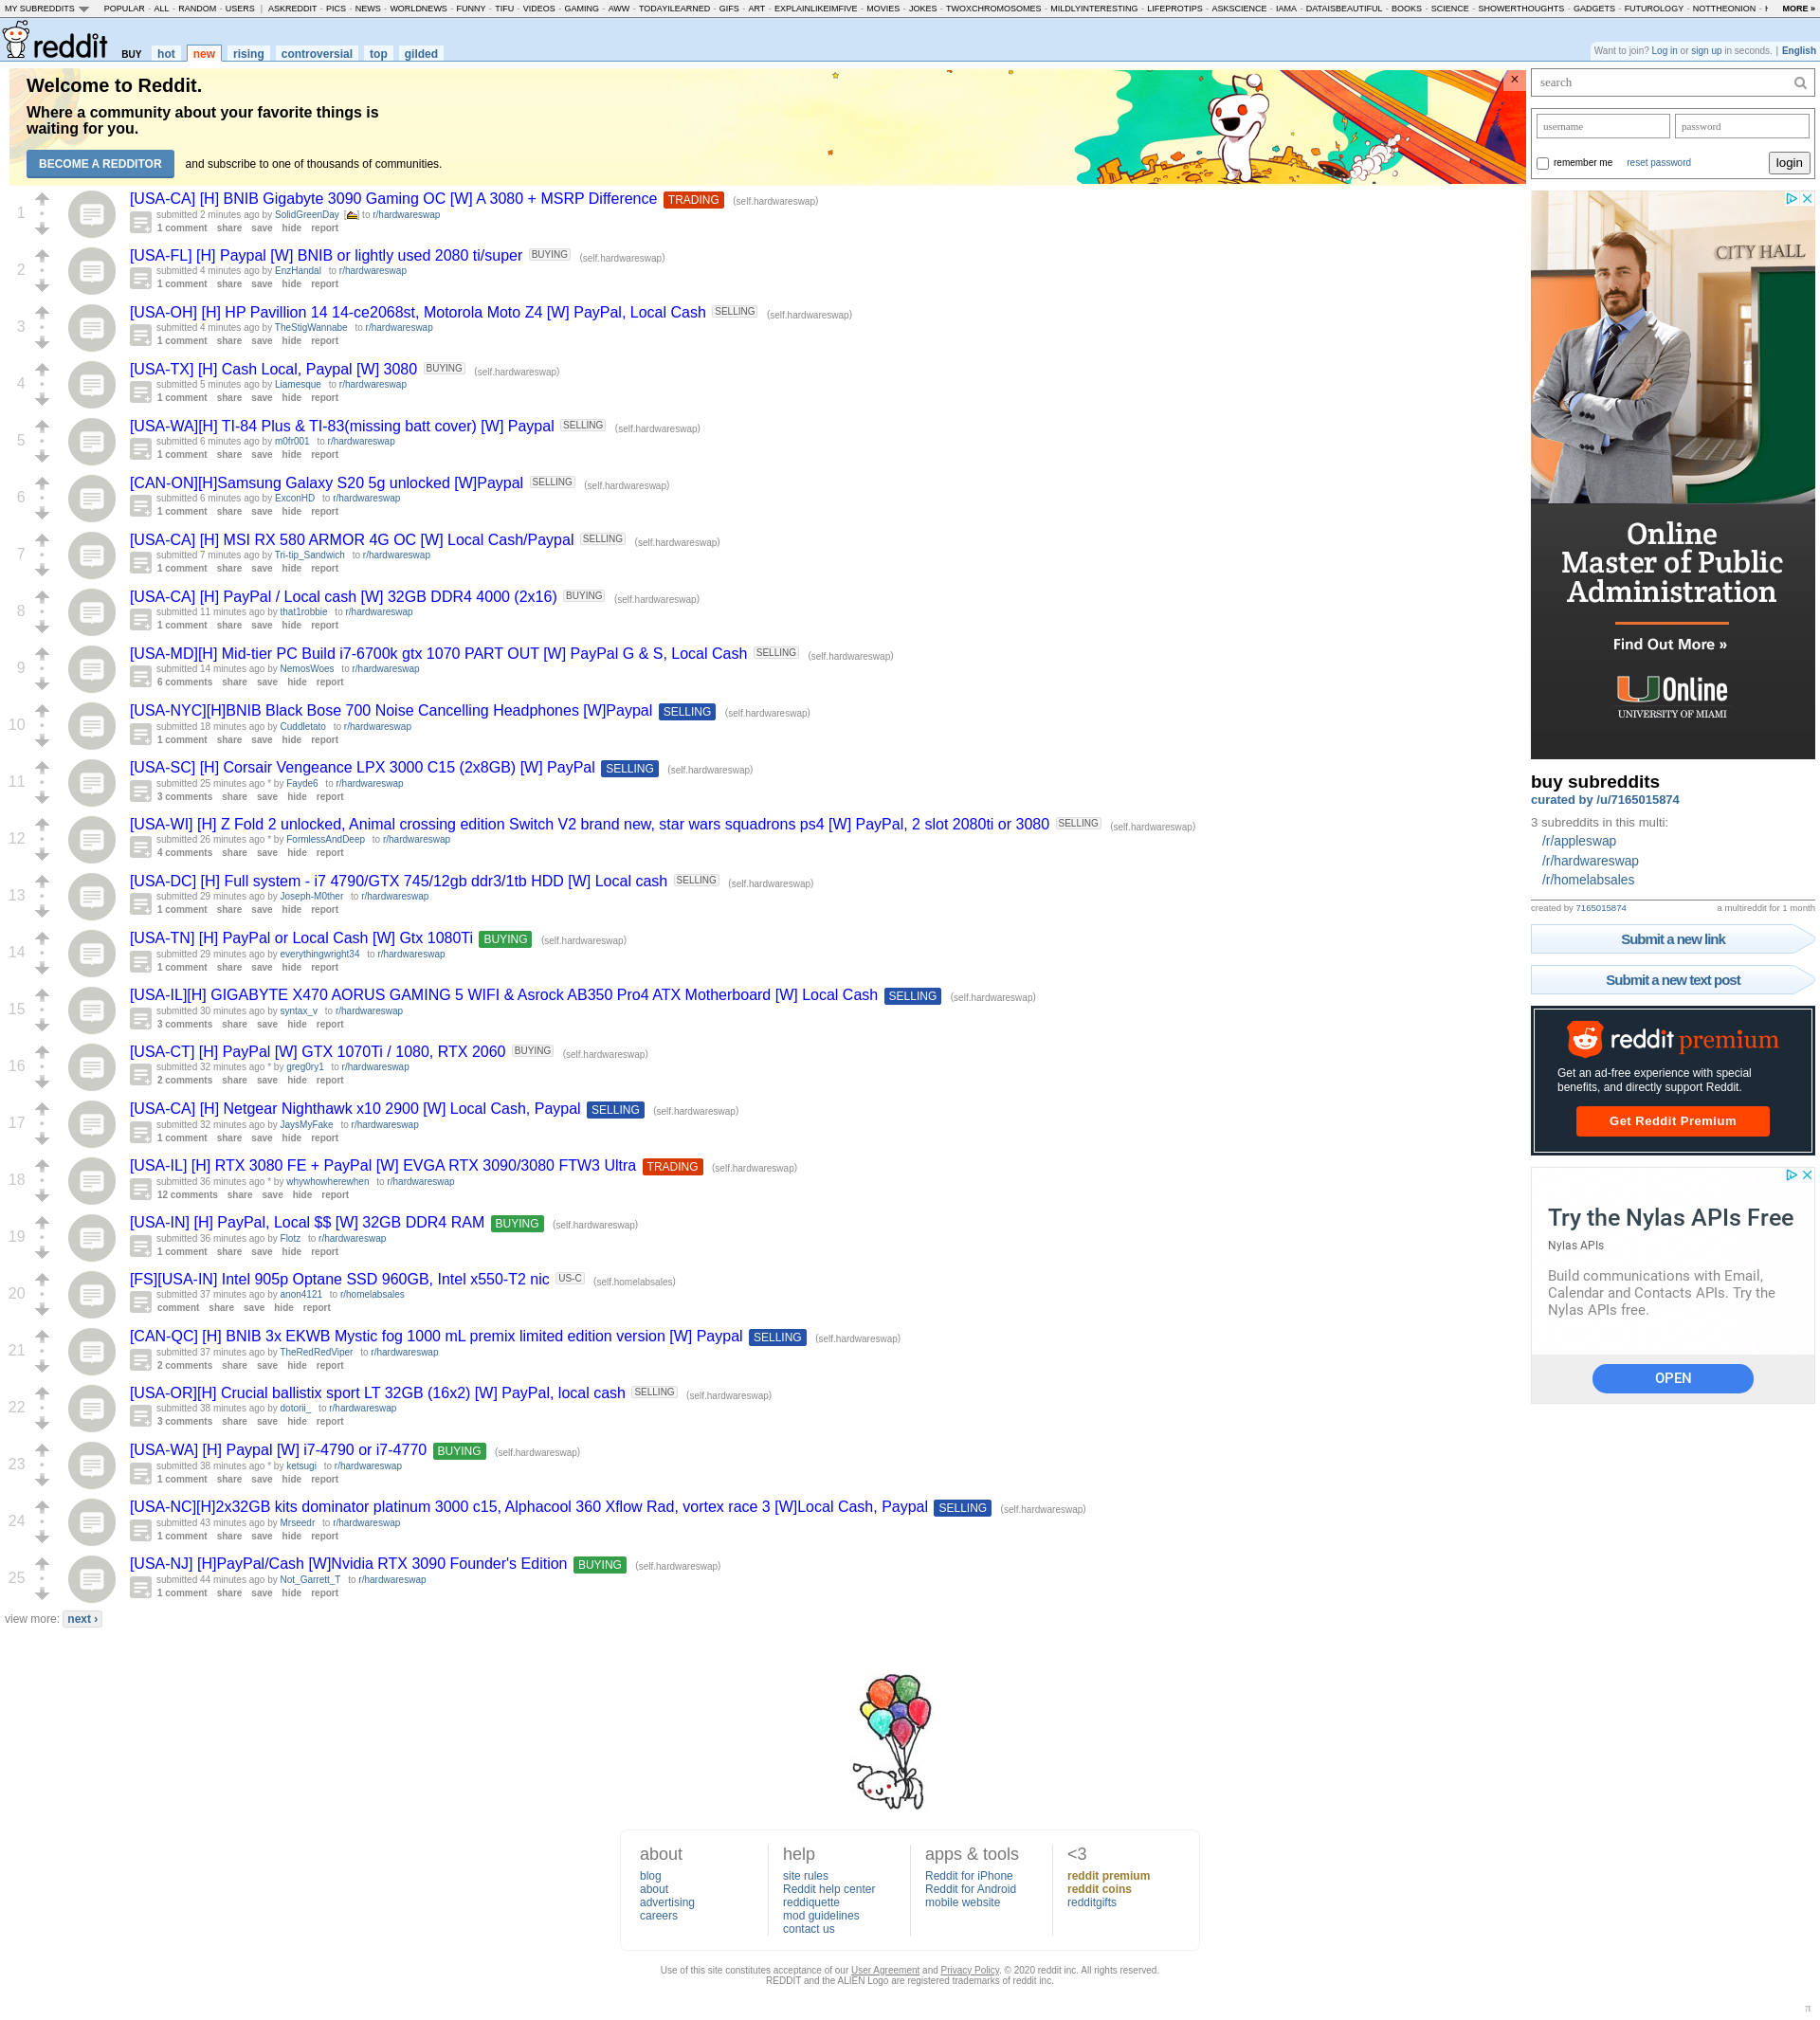 MY SUBREDDITS POPULAR - ALL - RANDOM - USERS | ASKREDDIT - PICS - NEWS - WORLDNEWS - FUNNY - TIFU - VIDEOS - GAMING - AWW - TODAYILEARNED - GIFS - ART - EXPLAINLIKEIMFIVE - MOVIES - JOKES - TWOXCHROMOSOMES - MILDLYINTERESTING - LIFEPROTIPS - ASKSCIENCE - IAMA - DATAISBEAUTIFUL - BOOKS - SCIENCE - SHOWERTHOUGHTS - GADGETS - FUTUROLOGY - NOTTHEONION - MORE »
reddit BUY hot new rising controversial top gilded
Want to join? Log in or sign up in seconds. | English
Welcome to Reddit.
Where a community about your favorite things is
waiting for you.
BECOME A REDDITOR and subscribe to one of thousands of communities.
×
1
[USA-CA] [H] BNIB Gigabyte 3090 Gaming OC [W] A 3080 + MSRP Difference TRADING (self.hardwareswap)
submitted 2 minutes ago by SolidGreenDay [ ] to r/hardwareswap
1 comment share save hide report
2
[USA-FL] [H] Paypal [W] BNIB or lightly used 2080 ti/super BUYING (self.hardwareswap)
submitted 4 minutes ago by EnzHandal to r/hardwareswap
1 comment share save hide report
3
[USA-OH] [H] HP Pavillion 14 14-ce2068st, Motorola Moto Z4 [W] PayPal, Local Cash SELLING (self.hardwareswap)
submitted 4 minutes ago by TheStigWannabe to r/hardwareswap
1 comment share save hide report
4
[USA-TX] [H] Cash Local, Paypal [W] 3080 BUYING (self.hardwareswap)
submitted 5 minutes ago by Liamesque to r/hardwareswap
1 comment share save hide report
5
[USA-WA][H] TI-84 Plus & TI-83(missing batt cover) [W] Paypal SELLING (self.hardwareswap)
submitted 6 minutes ago by m0fr001 to r/hardwareswap
1 comment share save hide report
6
[CAN-ON][H]Samsung Galaxy S20 5g unlocked [W]Paypal SELLING (self.hardwareswap)
submitted 6 minutes ago by ExconHD to r/hardwareswap
1 comment share save hide report
7
[USA-CA] [H] MSI RX 580 ARMOR 4G OC [W] Local Cash/Paypal SELLING (self.hardwareswap)
submitted 7 minutes ago by Tri-tip_Sandwich to r/hardwareswap
1 comment share save hide report
8
[USA-CA] [H] PayPal / Local cash [W] 32GB DDR4 4000 (2x16) BUYING (self.hardwareswap)
submitted 11 minutes ago by that1robbie to r/hardwareswap
1 comment share save hide report
9
[USA-MD][H] Mid-tier PC Build i7-6700k gtx 1070 PART OUT [W] PayPal G & S, Local Cash SELLING (self.hardwareswap)
submitted 14 minutes ago by NemosWoes to r/hardwareswap
6 comments share save hide report
10
[USA-NYC][H]BNIB Black Bose 700 Noise Cancelling Headphones [W]Paypal SELLING (self.hardwareswap)
submitted 18 minutes ago by Cuddletato to r/hardwareswap
1 comment share save hide report
11
[USA-SC] [H] Corsair Vengeance LPX 3000 C15 (2x8GB) [W] PayPal SELLING (self.hardwareswap)
submitted 25 minutes ago * by Fayde6 to r/hardwareswap
3 comments share save hide report
12
[USA-WI] [H] Z Fold 2 unlocked, Animal crossing edition Switch V2 brand new, star wars squadrons ps4 [W] PayPal, 2 slot 2080ti or 3080 SELLING (self.hardwareswap)
submitted 26 minutes ago * by FormlessAndDeep to r/hardwareswap
4 comments share save hide report
13
[USA-DC] [H] Full system - i7 4790/GTX 745/12gb ddr3/1tb HDD [W] Local cash SELLING (self.hardwareswap)
submitted 29 minutes ago by Joseph-M0ther to r/hardwareswap
1 comment share save hide report
14
[USA-TN] [H] PayPal or Local Cash [W] Gtx 1080Ti BUYING (self.hardwareswap)
submitted 29 minutes ago by everythingwright34 to r/hardwareswap
1 comment share save hide report
15
[USA-IL][H] GIGABYTE X470 AORUS GAMING 5 WIFI & Asrock AB350 Pro4 ATX Motherboard [W] Local Cash SELLING (self.hardwareswap)
submitted 30 minutes ago by syntax_v to r/hardwareswap
3 comments share save hide report
16
[USA-CT] [H] PayPal [W] GTX 1070Ti / 1080, RTX 2060 BUYING (self.hardwareswap)
submitted 32 minutes ago * by greg0ry1 to r/hardwareswap
2 comments share save hide report
17
[USA-CA] [H] Netgear Nighthawk x10 2900 [W] Local Cash, Paypal SELLING (self.hardwareswap)
submitted 32 minutes ago by JaysMyFake to r/hardwareswap
1 comment share save hide report
18
[USA-IL] [H] RTX 3080 FE + PayPal [W] EVGA RTX 3090/3080 FTW3 Ultra TRADING (self.hardwareswap)
submitted 36 minutes ago * by whywhowherewhen to r/hardwareswap
12 comments share save hide report
19
[USA-IN] [H] PayPal, Local $$ [W] 32GB DDR4 RAM BUYING (self.hardwareswap)
submitted 36 minutes ago by Flotz to r/hardwareswap
1 comment share save hide report
20
[FS][USA-IN] Intel 905p Optane SSD 960GB, Intel x550-T2 nic US-C (self.homelabsales)
submitted 37 minutes ago by anon4121 to r/homelabsales
comment share save hide report
21
[CAN-QC] [H] BNIB 3x EKWB Mystic fog 1000 mL premix limited edition version [W] Paypal SELLING (self.hardwareswap)
submitted 37 minutes ago by TheRedRedViper to r/hardwareswap
2 comments share save hide report
22
[USA-OR][H] Crucial ballistix sport LT 32GB (16x2) [W] PayPal, local cash SELLING (self.hardwareswap)
submitted 38 minutes ago by dotorii_ to r/hardwareswap
3 comments share save hide report
23
[USA-WA] [H] Paypal [W] i7-4790 or i7-4770 BUYING (self.hardwareswap)
submitted 38 minutes ago * by ketsugi to r/hardwareswap
1 comment share save hide report
24
[USA-NC][H]2x32GB kits dominator platinum 3000 c15, Alphacool 360 Xflow Rad, vortex race 3 [W]Local Cash, Paypal SELLING (self.hardwareswap)
submitted 43 minutes ago by Mrseedr to r/hardwareswap
1 comment share save hide report
25
[USA-NJ] [H]PayPal/Cash [W]Nvidia RTX 3090 Founder's Edition BUYING (self.hardwareswap)
submitted 44 minutes ago by Not_Garrett_T to r/hardwareswap
1 comment share save hide report
view more: next ›
search
username password
remember me reset password login
CITY HALL
Online
Master of Public
Administration
Find Out More »
U Online
UNIVERSITY OF MIAMI
buy subreddits
curated by /u/7165015874
3 subreddits in this multi:
/r/appleswap
/r/hardwareswap
/r/homelabsales
created by 7165015874 a multireddit for 1 month
Submit a new link
Submit a new text post
reddit premium
Get an ad-free experience with special
benefits, and directly support Reddit.
Get Reddit Premium
Try the Nylas APIs Free
Nylas APIs
Build communications with Email,
Calendar and Contacts APIs. Try the
Nylas APIs free.
OPEN
about
blog
about
advertising
careers
help
site rules
Reddit help center
reddiquette
mod guidelines
contact us
apps & tools
Reddit for iPhone
Reddit for Android
mobile website
<3
reddit premium
reddit coins
redditgifts
Use of this site constitutes acceptance of our User Agreement and Privacy Policy. © 2020 reddit inc. All rights reserved.
REDDIT and the ALIEN Logo are registered trademarks of reddit inc.
π